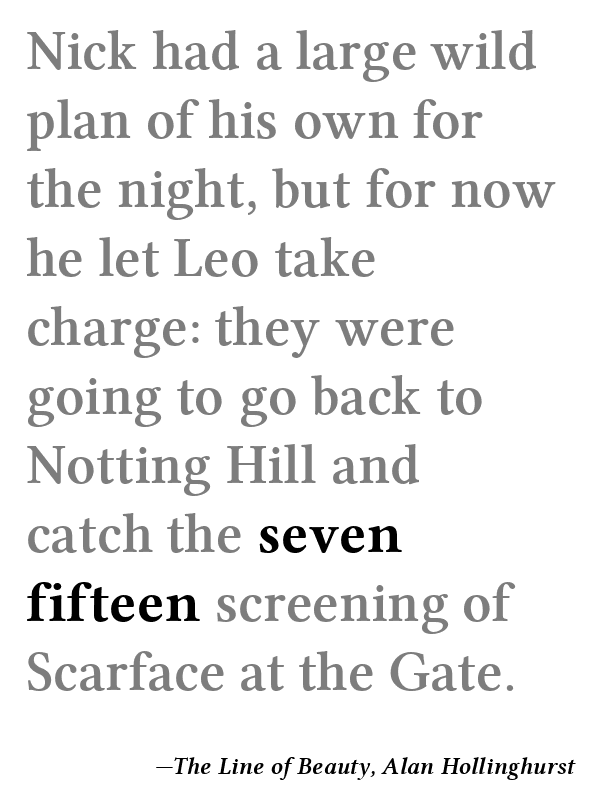 Nick had a large wild
plan of his own for
the night, but for now
he let Leo take
charge: they were
going to go back to
Notting Hill and
catch the seven
fifteen screening of
Scarface at the Gate.
—The Line of Beauty, Alan Hollinghurst